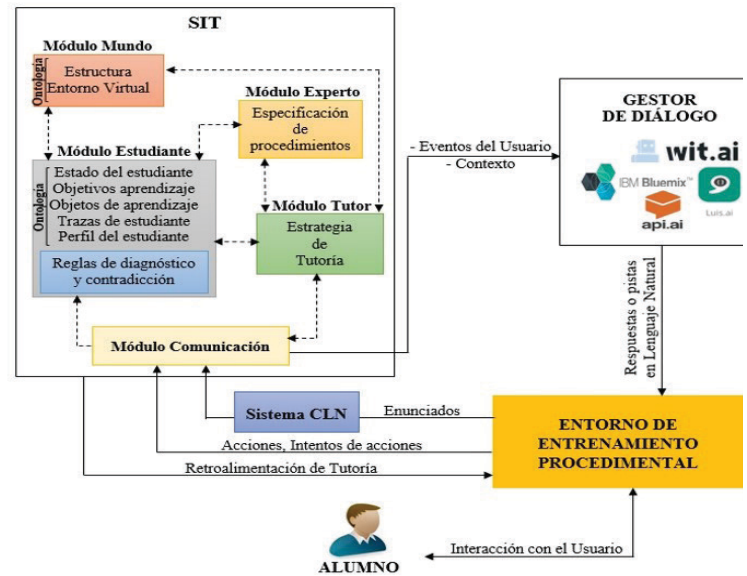 SIT
Módulo Mundo
Ontología
Estructura
Entorno Virtual
Módulo Experto
Especificación
de
procedimientos
Módulo Estudiante
Ontología
Estado del estudiante
Objetivos aprendizaje
Objetos de aprendizaje
Trazas de estudiante
Perfil del estudiante
Reglas de diagnóstico
y contradicción
Módulo Tutor
Estrategia
de
Tutoría
Módulo Comunicación
- Eventos del Usuario
- Contexto
GESTOR
DE DIÁLOGO
wit.ai
IBM Bluemix™
api.ai
Luis.ai
Respuestas o pistas
en Lenguaje Natural
Sistema CLN
Enunciados
Acciones, Intentos de acciones
Retroalimentación de Tutoría
ENTORNO DE
ENTRENAMIENTO
PROCEDIMENTAL
Interacción con el Usuario
ALUMNO